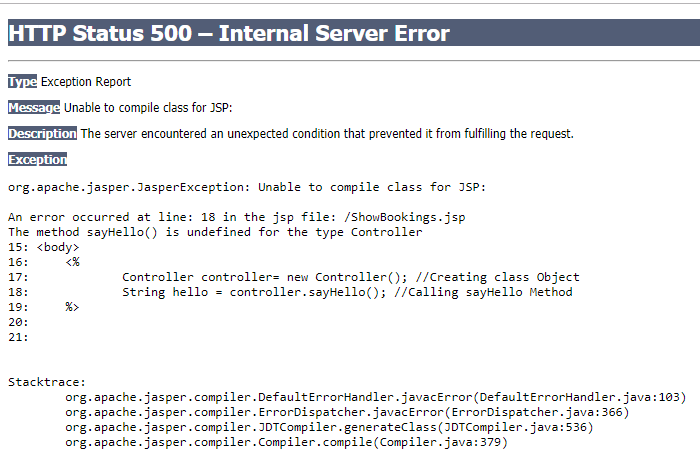 HTTP Status 500 – Internal Server Error
Type Exception Report
Message Unable to compile class for JSP:
Description The server encountered an unexpected condition that prevented it from fulfilling the request.
Exception
org.apache.jasper.JasperException: Unable to compile class for JSP:
An error occurred at line: 18 in the jsp file: /ShowBookings.jsp
The method sayHello() is undefined for the type Controller
15: <body>
16:     <%
17:             Controller controller= new Controller(); //Creating class Object
18:             String hello = controller.sayHello(); //Calling sayHello Method
19:     %>
20:
21:
Stacktrace:
org.apache.jasper.compiler.DefaultErrorHandler.javacError(DefaultErrorHandler.java:103)
org.apache.jasper.compiler.ErrorDispatcher.javacError(ErrorDispatcher.java:366)
org.apache.jasper.compiler.JDTCompiler.generateClass(JDTCompiler.java:536)
org.apache.jasper.compiler.Compiler.compile(Compiler.java:379)